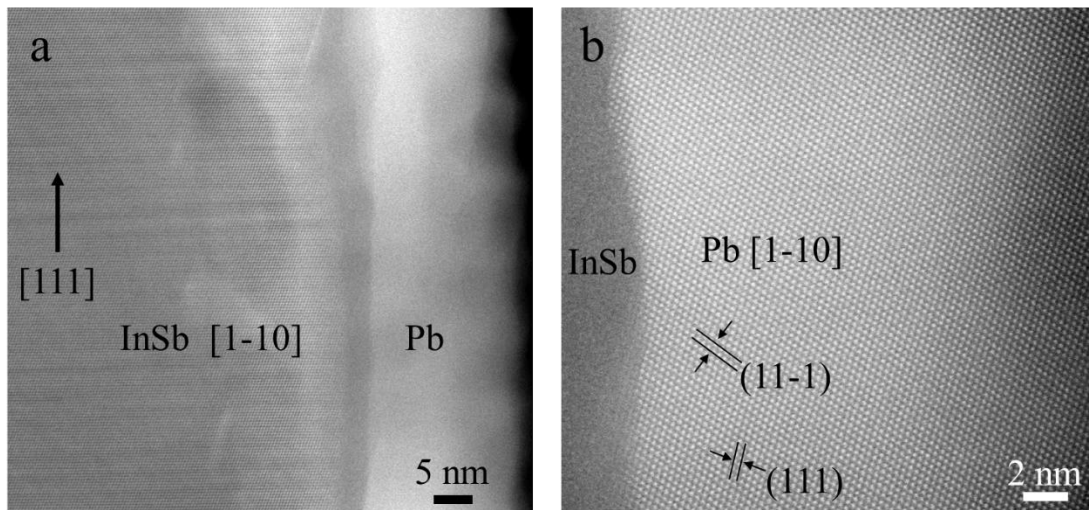 a
[111]
InSb [1-10]
Pb
5 nm
b
InSb
Pb [1-10]
(11-1)
(111)
2 nm